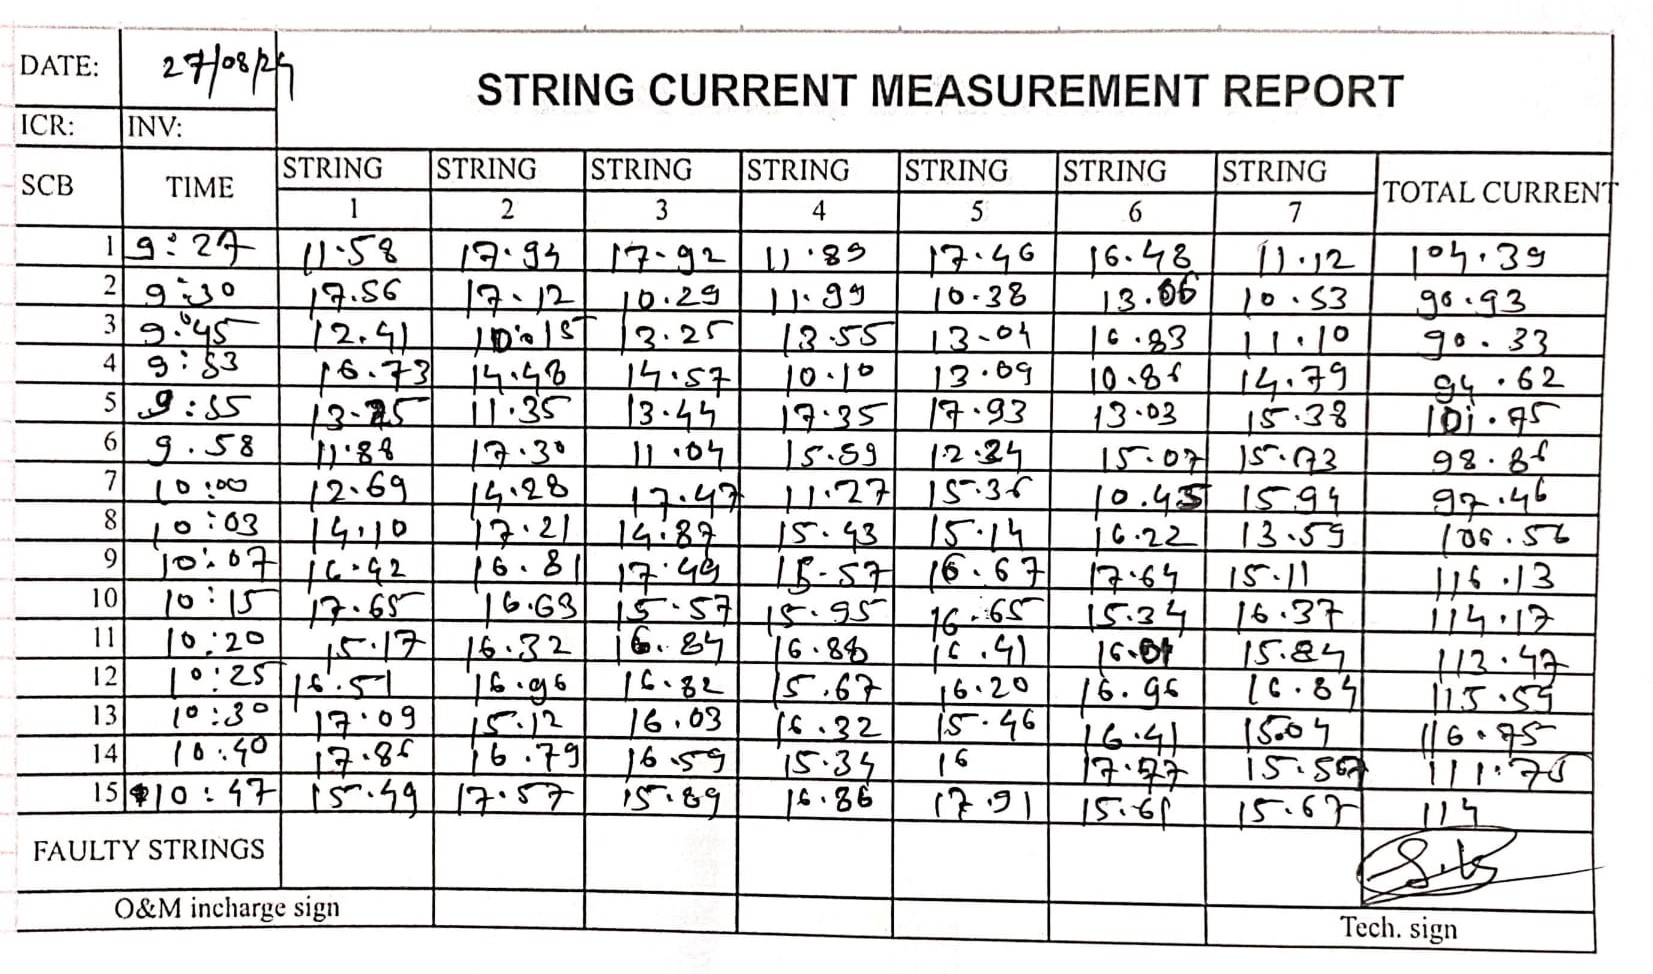 DATE: 27/08/24
STRING CURRENT MEASUREMENT REPORT
ICR: INV:
SCB TIME STRING STRING STRING STRING STRING STRING STRING TOTAL CURRENT
1 2 3 4 5 6 7
1 9:27 11.58 17.94 17.92 11.89 17.46 16.48 11.12 104.39
2 9:30 17.56 17.12 10.29 11.99 10.38 13.06 10.53 90.93
3 9:45 12.41 10.15 13.25 13.55 13.04 16.83 11.10 90.33
4 9:53 16.73 14.48 14.57 10.10 13.09 10.86 14.79 94.62
5 9:55 13.25 11.35 13.44 17.35 17.93 13.03 15.38 101.75
6 9.58 11.88 17.30 11.04 15.59 12.24 15.07 15.73 98.86
7 10:00 12.69 14.28 17.47 11.27 15.36 10.45 15.94 97.46
8 10:03 14.10 17.21 14.87 15.43 15.14 16.22 13.59 106.56
9 10:07 16.92 16.81 17.49 15.57 16.67 17.64 15.11 116.13
10 10:15 17.65 16.63 15.57 15.95 16.65 15.34 16.37 114.17
11 10:20 15.17 16.32 16.84 16.88 16.41 16.01 15.84 113.47
12 10:25 16.51 16.96 16.82 15.67 16.20 16.96 16.84 115.59
13 10:30 17.09 15.12 16.03 16.32 15.46 16.41 15.04 116.75
14 10:40 17.86 16.79 16.59 15.34 16 17.77 15.567 111.75
15 10:47 15.49 17.57 15.89 16.86 17.91 15.61 15.67 114
FAULTY STRINGS
O&M incharge sign
Tech. sign